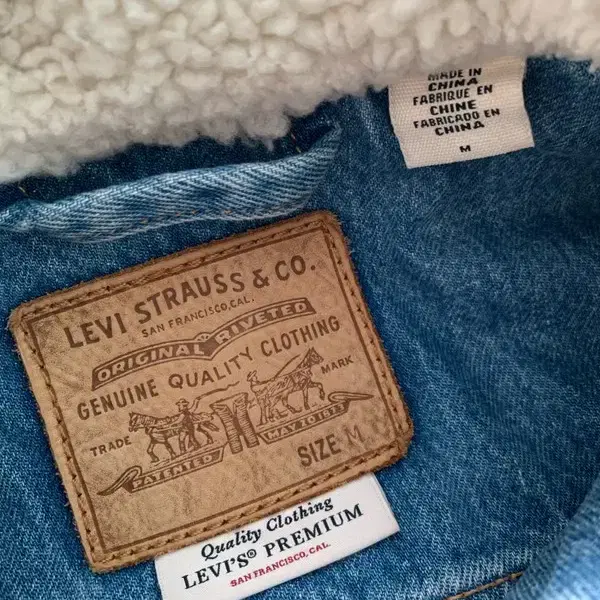 MADE IN
CHINA
FABRIQUE EN
CHINE
FABRICADO EN
CHINA
M
LEVI STRAUSS & CO.
SAN FRANCISCO, CAL.
ORIGINAL RIVETED
GENUINE QUALITY CLOTHING
TRADE MARK
PATENTED MAY 20 1873
SIZE M
Quality Clothing
LEVI'S® PREMIUM
SAN FRANCISCO, CAL.